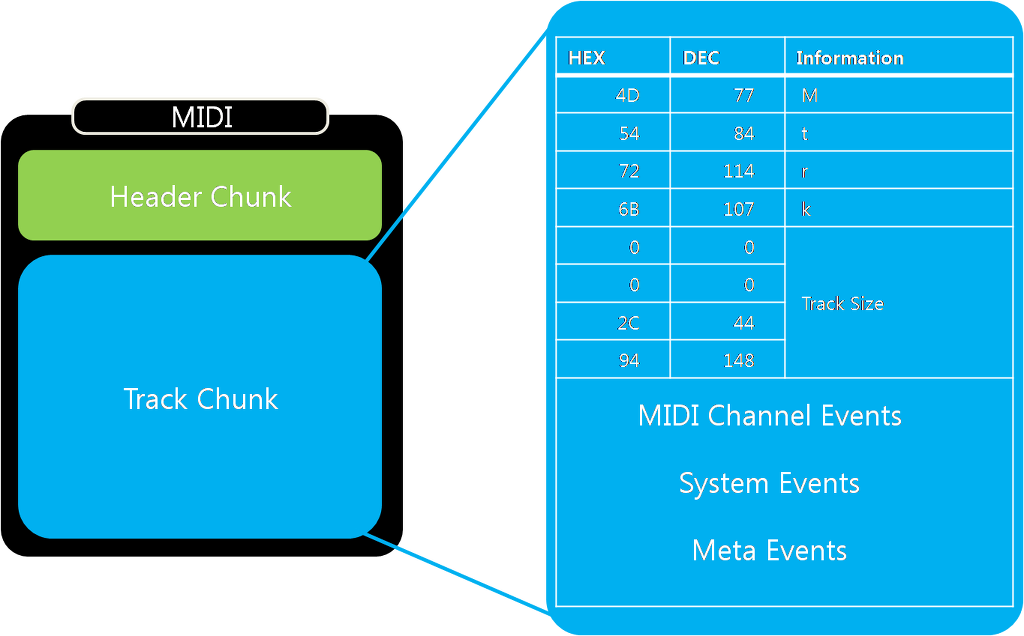 MIDI
Header Chunk
Track Chunk
HEX DEC Information
4D 77 M
54 84 t
72 114 r
6B 107 k
0 0
0 0
Track Size
2C 44
94 148
MIDI Channel Events
System Events
Meta Events